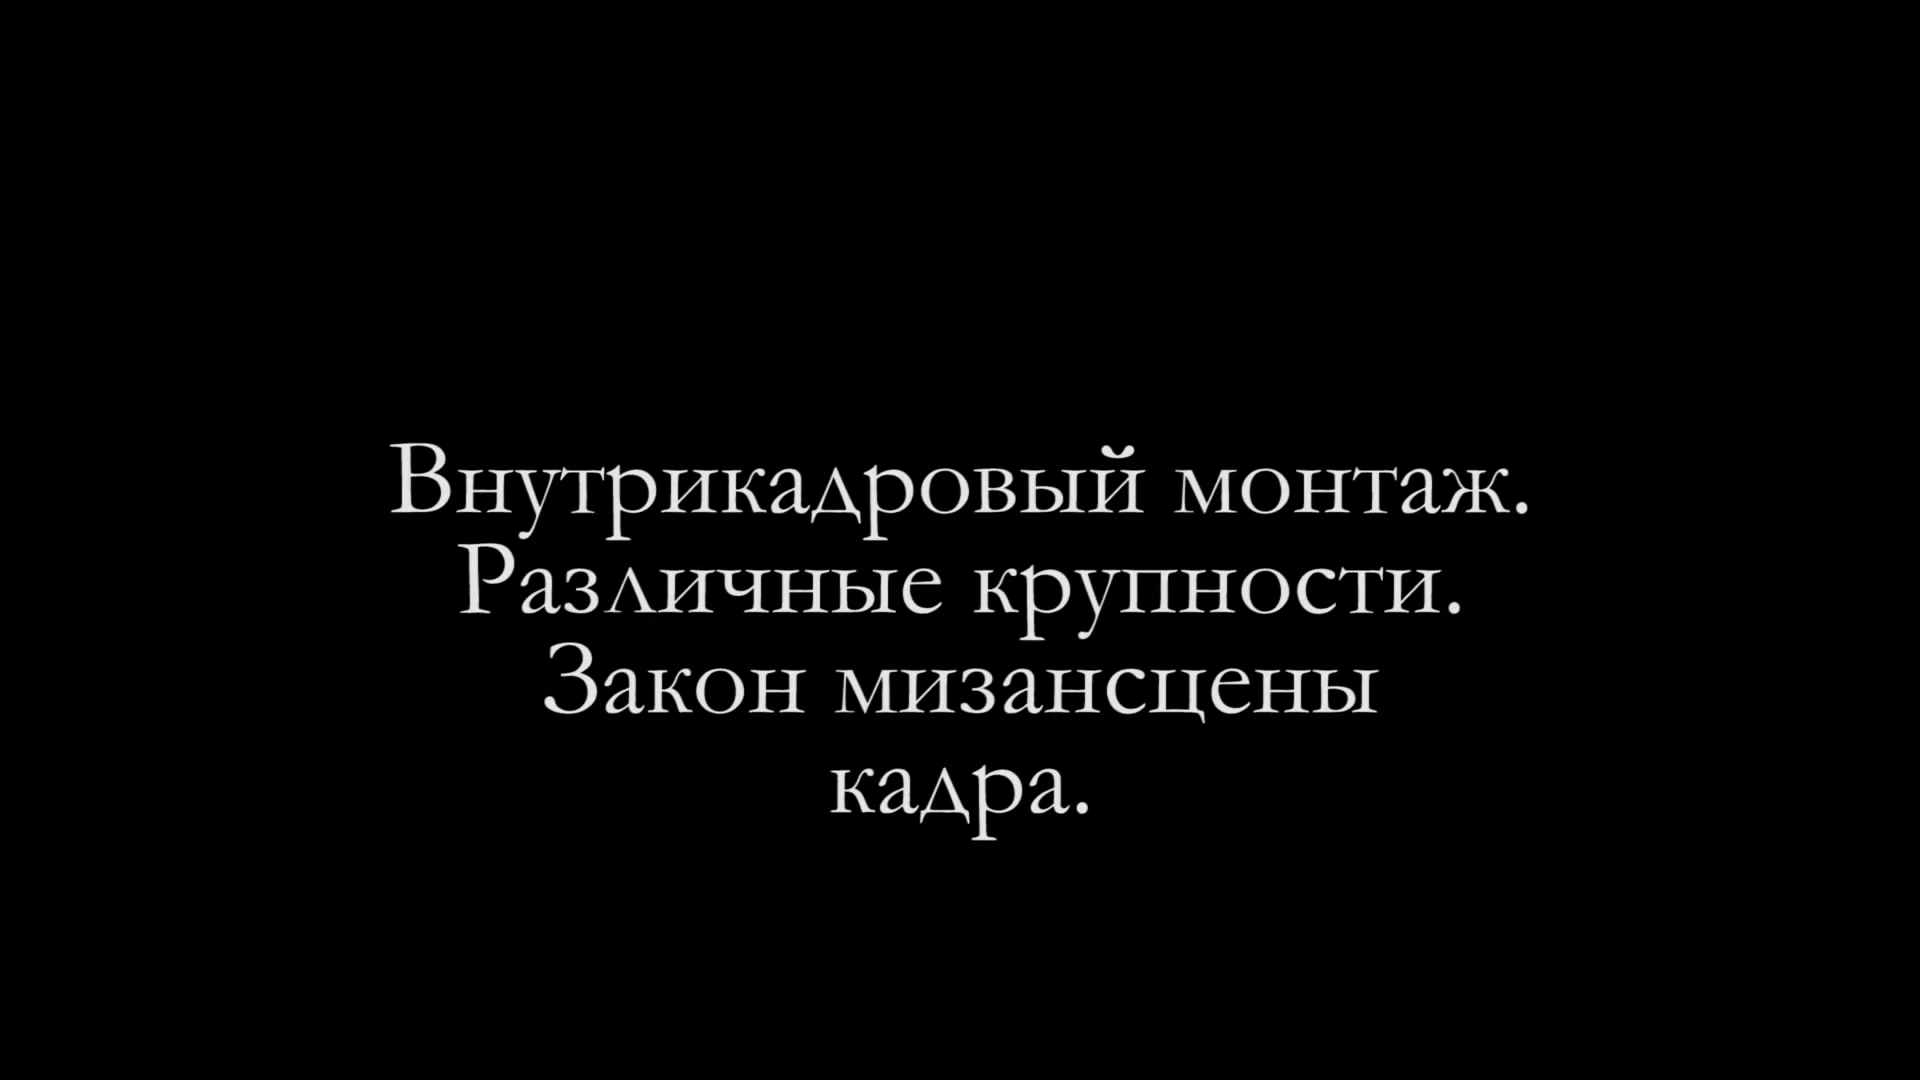 Внутрикадровый монтаж.
Различные крупности.
Закон мизансцены
кадра.